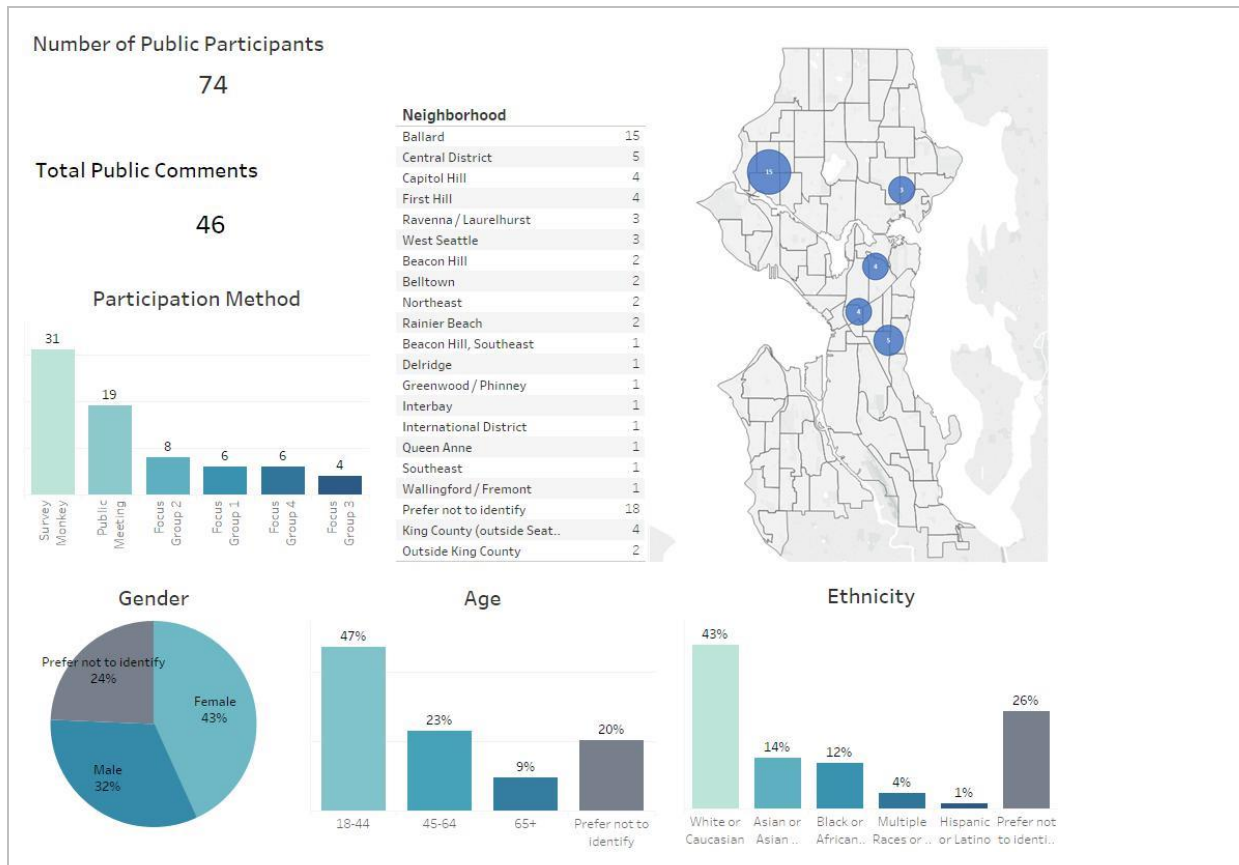 Number of Public Participants
74
Total Public Comments
46
Participation Method
31
19
8
6
6
4
Survey
Monkey
Public
Meeting
Focus
Group 2
Focus
Group 1
Focus
Group 4
Focus
Group 3
Neighborhood
Ballard 15
Central District 5
Capitol Hill 4
First Hill 4
Ravenna / Laurelhurst 3
West Seattle 3
Beacon Hill 2
Belltown 2
Northeast 2
Rainier Beach 2
Beacon Hill, Southeast 1
Delridge 1
Greenwood / Phinney 1
Interbay 1
International District 1
Queen Anne 1
Southeast 1
Wallingford / Fremont 1
Prefer not to identify 18
King County (outside Seat.. 4
Outside King County 2
15
3
4
4
5
Gender
Prefer not to identify
24%
Female
43%
Male
32%
Age
47%
23%
9%
20%
18-44
45-64
65+
Prefer not to
identify
Ethnicity
43%
14%
12%
4%
1%
26%
White or
Caucasian
Asian or
Asian ..
Black or
African..
Multiple
Races or ..
Hispanic
or Latino
Prefer not
to identi..